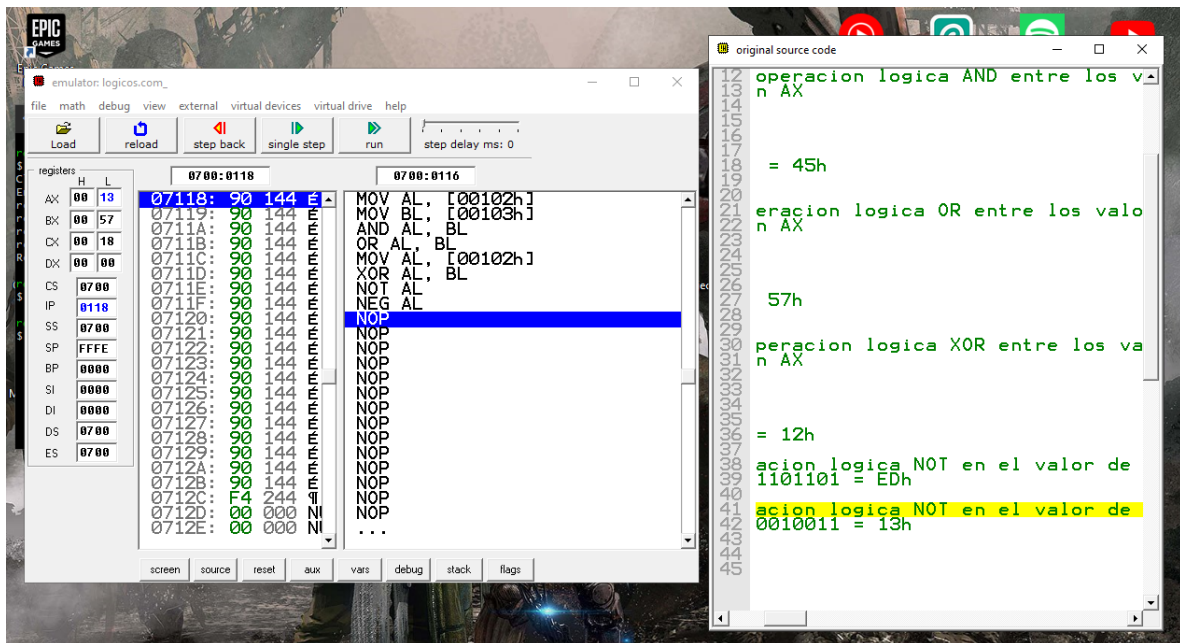 EPIC
GAMES
emulator: logicos.com_
file math debug view external virtual devices virtual drive help
Load reload step back single step run step delay ms: 0
registers
H L
0700:0118 0700:0116
AX 00 13
BX 00 57
CX 00 18
DX 00 00
CS 0700
IP 0118
SS 0700
SP FFFE
BP 0000
SI 0000
DI 0000
DS 0700
ES 0700
07118: 90 144 É
07119: 90 144 É
0711A: 90 144 É
0711B: 90 144 É
0711C: 90 144 É
0711D: 90 144 É
0711E: 90 144 É
0711F: 90 144 É
07120: 90 144 É
07121: 90 144 É
07122: 90 144 É
07123: 90 144 É
07124: 90 144 É
07125: 90 144 É
07126: 90 144 É
07127: 90 144 É
07128: 90 144 É
07129: 90 144 É
0712A: 90 144 É
0712B: 90 144 É
0712C: F4 244 ¶
0712D: 00 000
0712E: 00 000
MOV AL, [00102h]
MOV BL, [00103h]
AND AL, BL
OR AL, BL
MOV AL, [00102h]
XOR AL, BL
NOT AL
NEG AL
NOP
NOP
NOP
NOP
NOP
NOP
NOP
NOP
NOP
NOP
NOP
NOP
NOP
NOP
...
screen source reset aux vars debug stack flags
original source code
12 operacion logica AND entre los v
13 n AX
14
15
16
17
18 = 45h
19
20
21 eracion logica OR entre los valo
22 n AX
23
24
25
26
27 57h
28
29
30 peracion logica XOR entre los va
31 n AX
32
33
34
35
36 = 12h
37
38 acion logica NOT en el valor de
39 1101101 = EDh
40
41 acion logica NOT en el valor de
42 0010011 = 13h
43
44
45